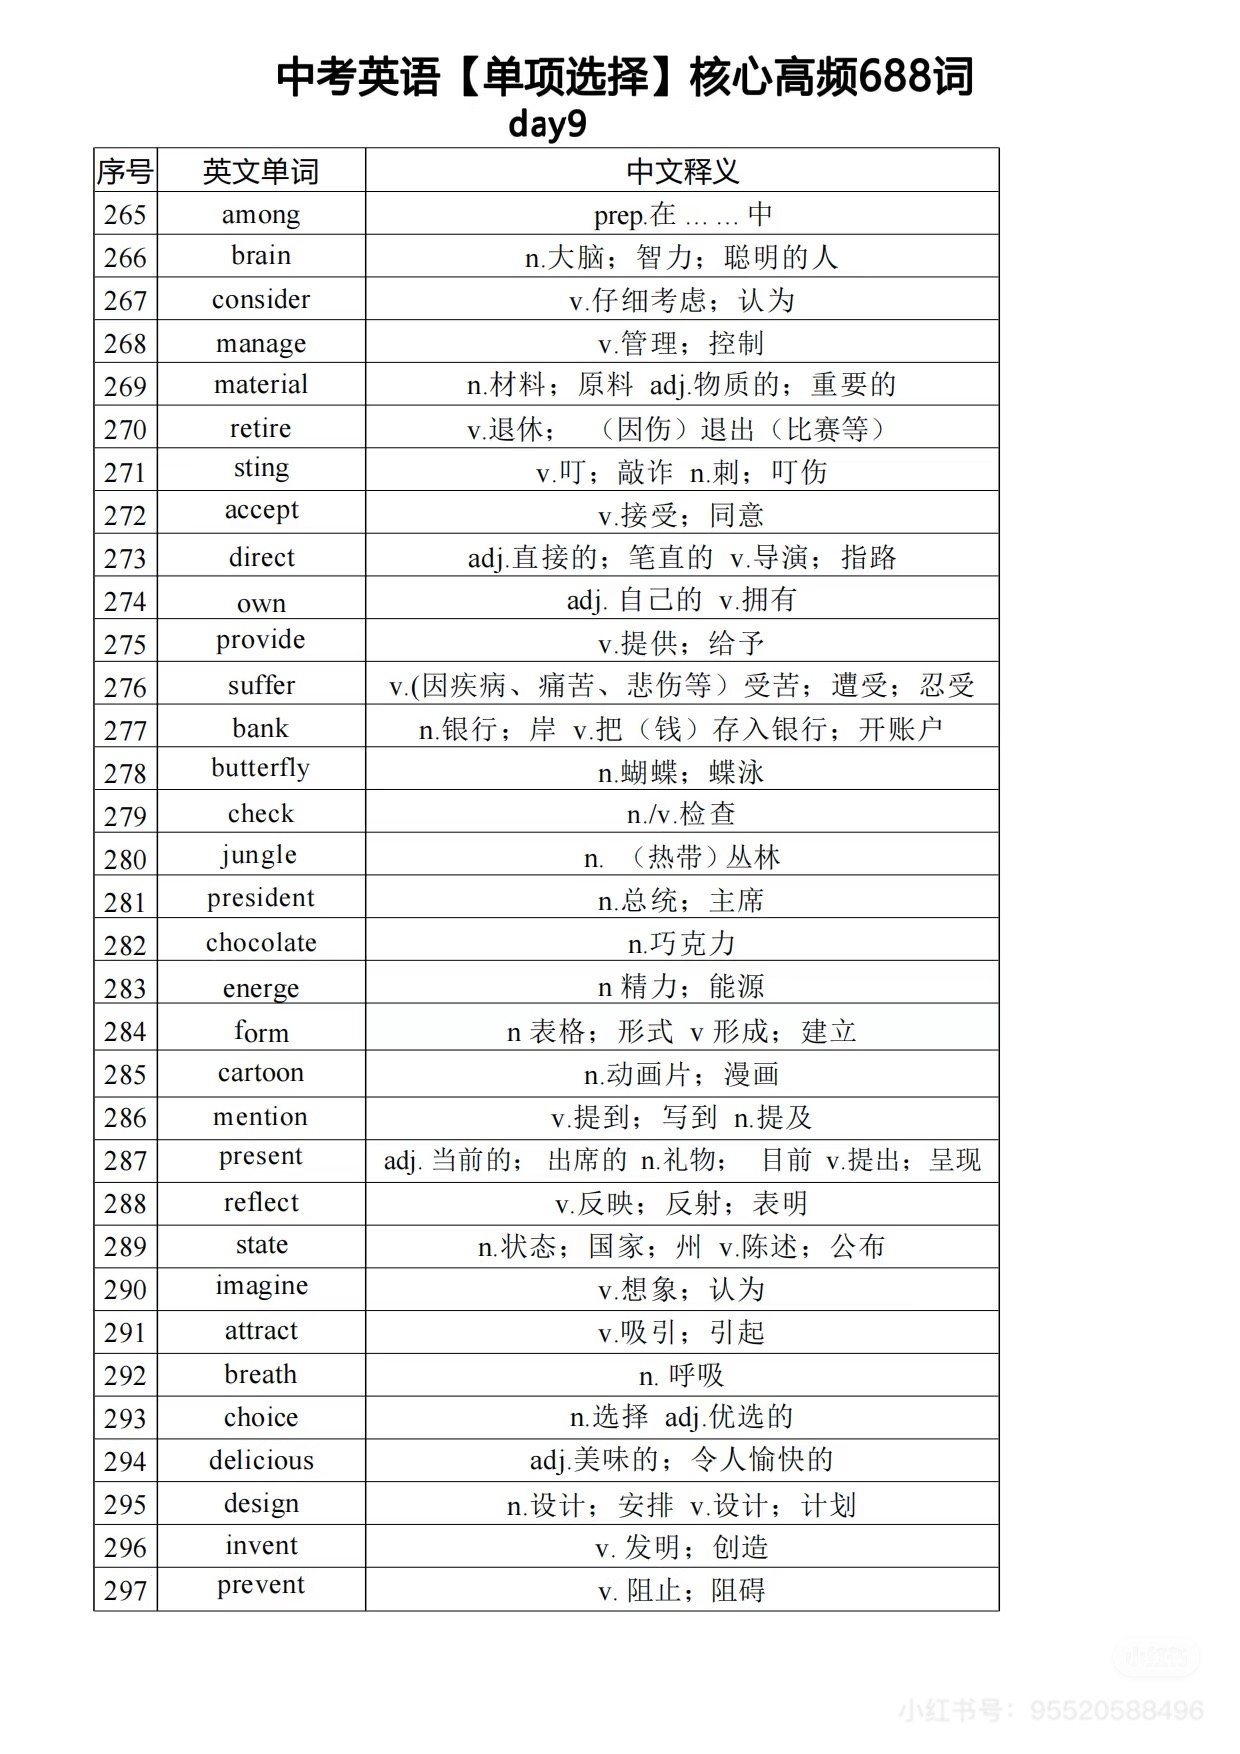 中考英语【单项选择】核心高频688词
day9
序号 英文单词 中文释义
265 among prep.在 … … 中
266 brain n.大脑；智力；聪明的人
267 consider v.仔细考虑；认为
268 manage v.管理；控制
269 material n.材料；原料 adj.物质的；重要的
270 retire v.退休；（因伤）退出（比赛等）
271 sting v.叮；敲诈 n.刺；叮伤
272 accept v.接受；同意
273 direct adj.直接的；笔直的 v.导演；指路
274 own adj. 自己的 v.拥有
275 provide v.提供；给予
276 suffer v.(因疾病、痛苦、悲伤等）受苦；遭受；忍受
277 bank n.银行；岸 v.把（钱）存入银行；开账户
278 butterfly n.蝴蝶；蝶泳
279 check n./v.检查
280 jungle n. （热带）丛林
281 president n.总统；主席
282 chocolate n.巧克力
283 energe n 精力；能源
284 form n 表格；形式 v 形成；建立
285 cartoon n.动画片；漫画
286 mention v.提到；写到 n.提及
287 present adj. 当前的； 出席的 n.礼物； 目前 v.提出；呈现
288 reflect v.反映；反射；表明
289 state n.状态；国家；州 v.陈述；公布
290 imagine v.想象；认为
291 attract v.吸引；引起
292 breath n. 呼吸
293 choice n.选择 adj.优选的
294 delicious adj.美味的；令人愉快的
295 design n.设计；安排 v.设计；计划
296 invent v. 发明；创造
297 prevent v. 阻止；阻碍
小红书
小红书号：95520588496